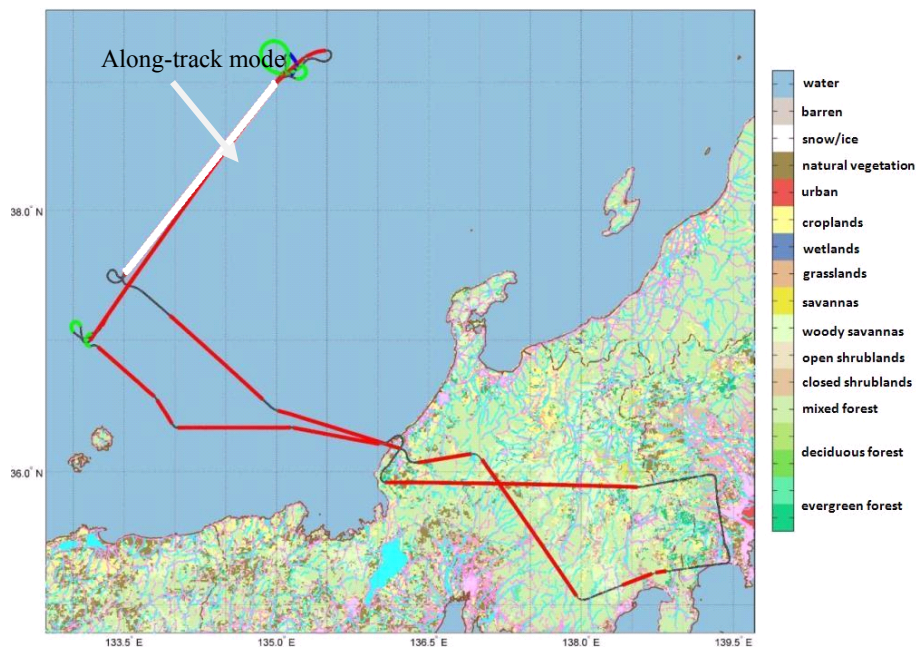 Along-track mode
38.0° N
36.0° N
133.5° E
135.0° E
136.5° E
138.0° E
139.5° E
water
barren
snow/ice
natural vegetation
urban
croplands
wetlands
grasslands
savannas
woody savannas
open shrublands
closed shrublands
mixed forest
deciduous forest
evergreen forest